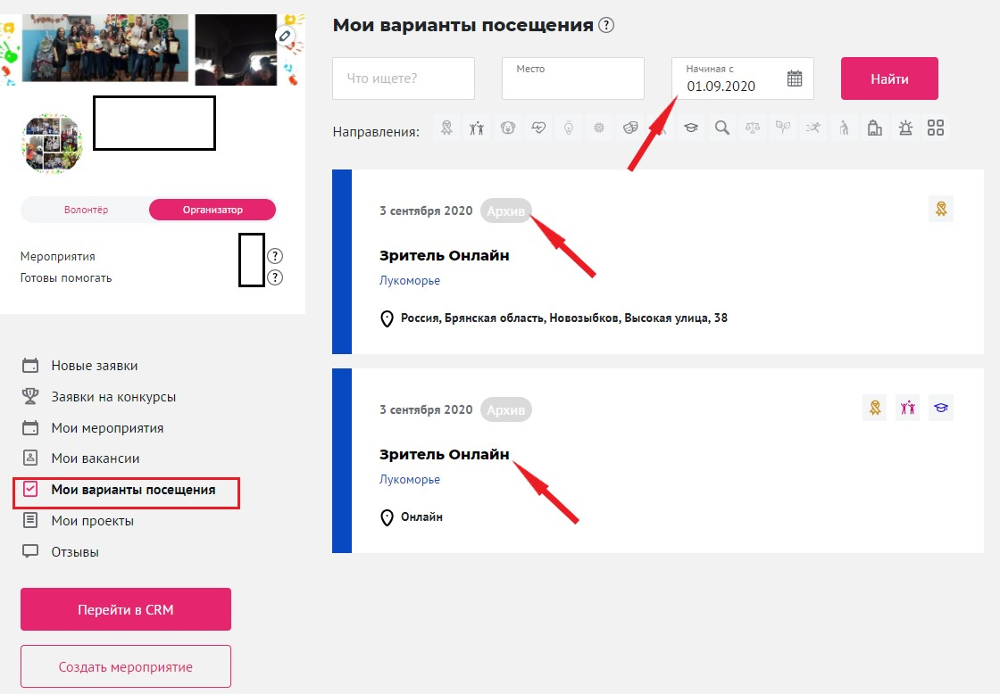 Волонтёр
Организатор
Мероприятия ?
Готовы помогать ?
Новые заявки
Заявки на конкурсы
Мои мероприятия
Мои вакансии
Мои варианты посещения
Мои проекты
Отзывы
Перейти в CRM
Создать мероприятие
Мои варианты посещения ?
Что ищете?
Место
Начиная с
01.09.2020
Найти
Направления:
3 сентября 2020 Архив
Зритель Онлайн
Лукоморье
Россия, Брянская область, Новозыбков, Высокая улица, 38
3 сентября 2020 Архив
Зритель Онлайн
Лукоморье
Онлайн